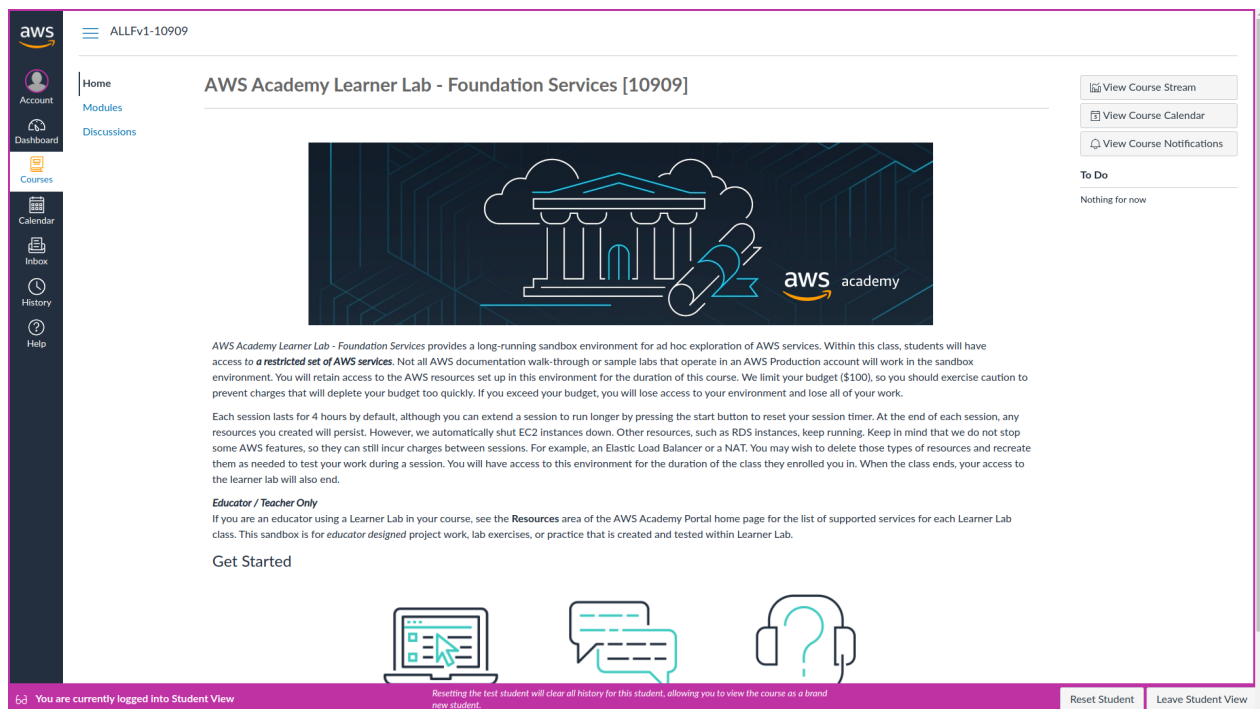 aws
ALLFv1-10909
Account
Dashboard
Courses
Calendar
Inbox
History
Help
Home
Modules
Discussions
AWS Academy Learner Lab - Foundation Services [10909]
aws academy
AWS Academy Learner Lab - Foundation Services provides a long-running sandbox environment for ad hoc exploration of AWS services. Within this class, students will have
access to a restricted set of AWS services. Not all AWS documentation walk-through or sample labs that operate in an AWS Production account will work in the sandbox
environment. You will retain access to the AWS resources set up in this environment for the duration of this course. We limit your budget ($100), so you should exercise caution to
prevent charges that will deplete your budget too quickly. If you exceed your budget, you will lose access to your environment and lose all of your work.
Each session lasts for 4 hours by default, although you can extend a session to run longer by pressing the start button to reset your session timer. At the end of each session, any
resources you created will persist. However, we automatically shut EC2 instances down. Other resources, such as RDS instances, keep running. Keep in mind that we do not stop
some AWS features, so they can still incur charges between sessions. For example, an Elastic Load Balancer or a NAT. You may wish to delete those types of resources and recreate
them as needed to test your work during a session. You will have access to this environment for the duration of the class they enrolled you in. When the class ends, your access to
the learner lab will also end.
Educator / Teacher Only
If you are an educator using a Learner Lab in your course, see the Resources area of the AWS Academy Portal home page for the list of supported services for each Learner Lab
class. This sandbox is for educator designed project work, lab exercises, or practice that is created and tested within Learner Lab.
Get Started
View Course Stream
View Course Calendar
View Course Notifications
To Do
Nothing for now
You are currently logged into Student View
Resetting the test student will clear all history for this student, allowing you to view the course as a brand
new student.
Reset Student
Leave Student View